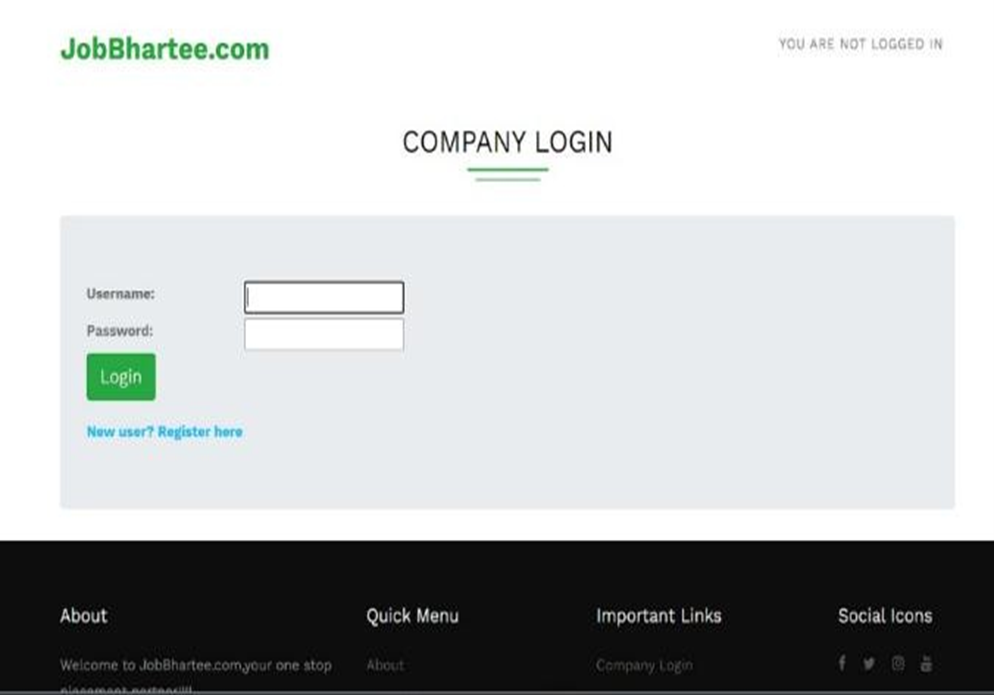 JobBhartee.com
YOU ARE NOT LOGGED IN
COMPANY LOGIN
Username:
Password:
Login
New user? Register here
About
Quick Menu
Important Links
Social Icons
Welcome to JobBhartee.com,your one stop
About
Company Login